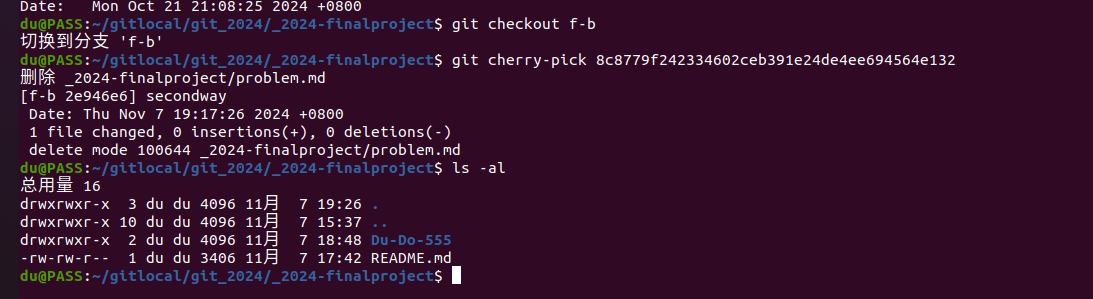 Date:   Mon Oct 21 21:08:25 2024 +0800
du@PASS:~/gitlocal/git_2024/_2024-finalproject$ git checkout f-b
切换到分支 'f-b'
du@PASS:~/gitlocal/git_2024/_2024-finalproject$ git cherry-pick 8c8779f242334602ceb391e24de4ee694564e132
删除 _2024-finalproject/problem.md
[f-b 2e946e6] secondway
 Date: Thu Nov 7 19:17:26 2024 +0800
 1 file changed, 0 insertions(+), 0 deletions(-)
 delete mode 100644 _2024-finalproject/problem.md
du@PASS:~/gitlocal/git_2024/_2024-finalproject$ ls -al
总用量 16
drwxrwxr-x  3 du du 4096 11月  7 19:26 .
drwxrwxr-x 10 du du 4096 11月  7 15:37 ..
drwxrwxr-x  2 du du 4096 11月  7 18:48 Du-Do-555
-rw-rw-r--  1 du du 3406 11月  7 17:42 README.md
du@PASS:~/gitlocal/git_2024/_2024-finalproject$